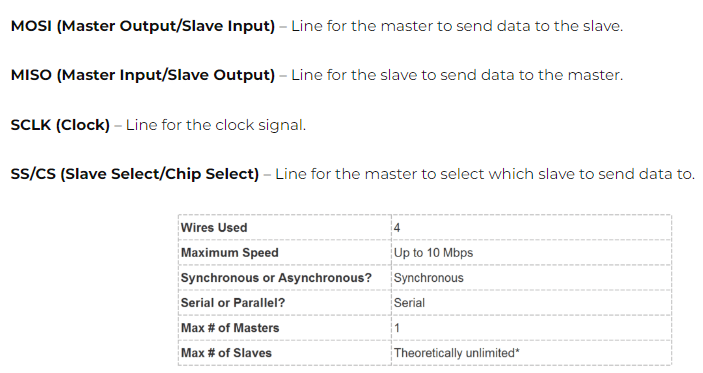 MOSI (Master Output/Slave Input) – Line for the master to send data to the slave.
MISO (Master Input/Slave Output) – Line for the slave to send data to the master.
SCLK (Clock) – Line for the clock signal.
SS/CS (Slave Select/Chip Select) – Line for the master to select which slave to send data to.
Wires Used 4
Maximum Speed Up to 10 Mbps
Synchronous or Asynchronous? Synchronous
Serial or Parallel? Serial
Max # of Masters 1
Max # of Slaves Theoretically unlimited*